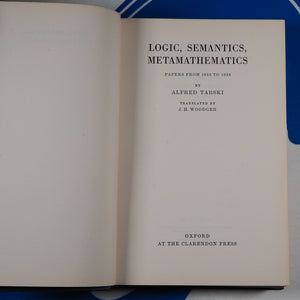 LOGIC, SEMANTICS,
METAMATHEMATICS
PAPERS FROM 1923 TO 1938
BY
ALFRED TARSKI
TRANSLATED BY
J. H. WOODGER
OXFORD
AT THE CLARENDON PRESS